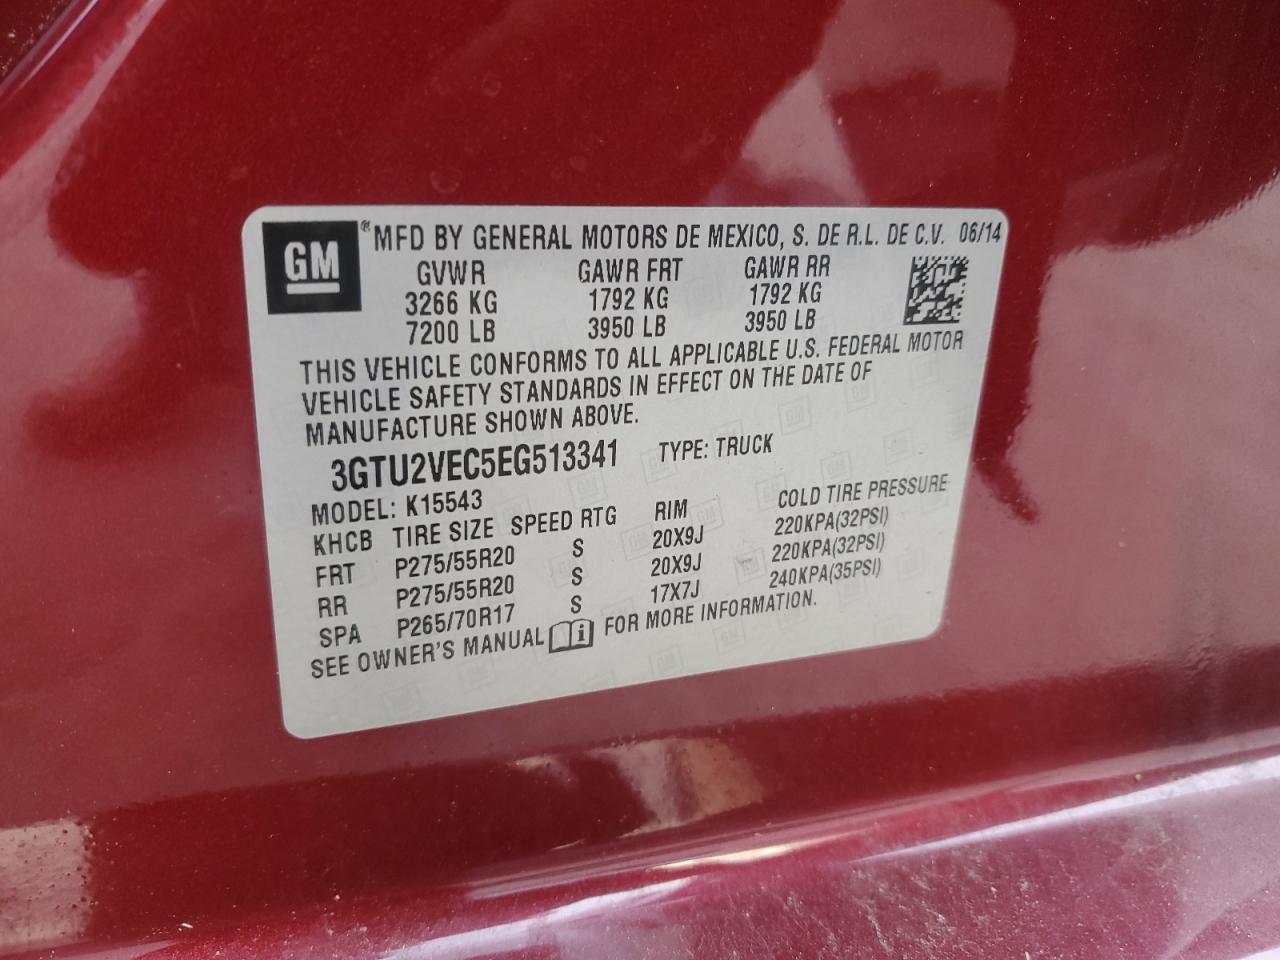 GM ® MFD BY GENERAL MOTORS DE MEXICO, S. DE R.L. DE C.V. 06/14
GVWR GAWR FRT GAWR RR
3266 KG 1792 KG 1792 KG
7200 LB 3950 LB 3950 LB
THIS VEHICLE CONFORMS TO ALL APPLICABLE U.S. FEDERAL MOTOR
VEHICLE SAFETY STANDARDS IN EFFECT ON THE DATE OF
MANUFACTURE SHOWN ABOVE.
3GTU2VEC5EG513341 TYPE: TRUCK
MODEL: K15543
KHCB TIRE SIZE SPEED RTG RIM COLD TIRE PRESSURE
FRT P275/55R20 S 20X9J 220KPA(32PSI)
RR P275/55R20 S 20X9J 220KPA(32PSI)
SPA P265/70R17 S 17X7J 240KPA(35PSI)
SEE OWNER'S MANUAL i FOR MORE INFORMATION.